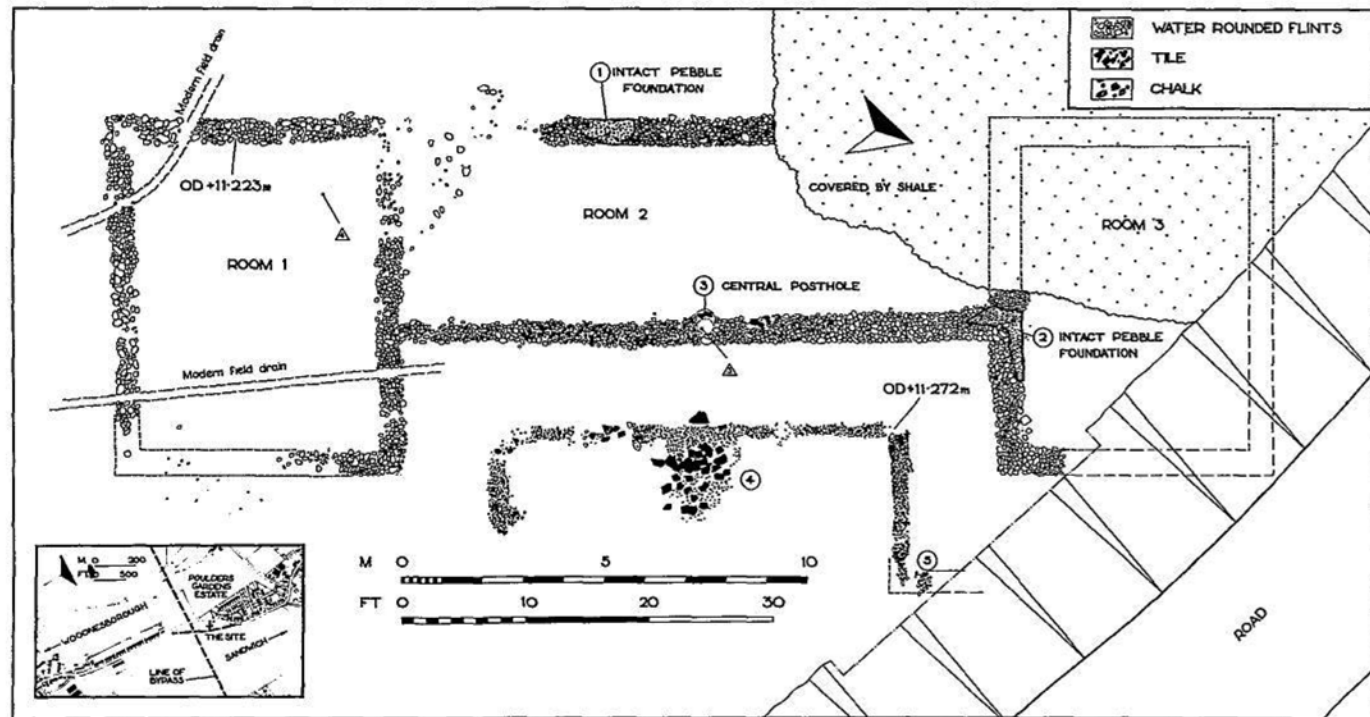 WATER ROUNDED FLINTS
TILE
CHALK
Modern field drain
① INTACT PEBBLE
FOUNDATION
OD +11·223m
4
ROOM 1
ROOM 2
COVERED BY SHALE
ROOM 3
③ CENTRAL POSTHOLE
② INTACT PEBBLE
FOUNDATION
Modern field drain
OD+11·272m
④
⑤
M 0 5 10
FT 0 10 20 30
ROAD
M. 0 200
FT. 0 500
POULDERS
GARDENS
ESTATE
WOODNESBOROUGH
THE SITE
SANDWICH
LINE OF
BYPASS